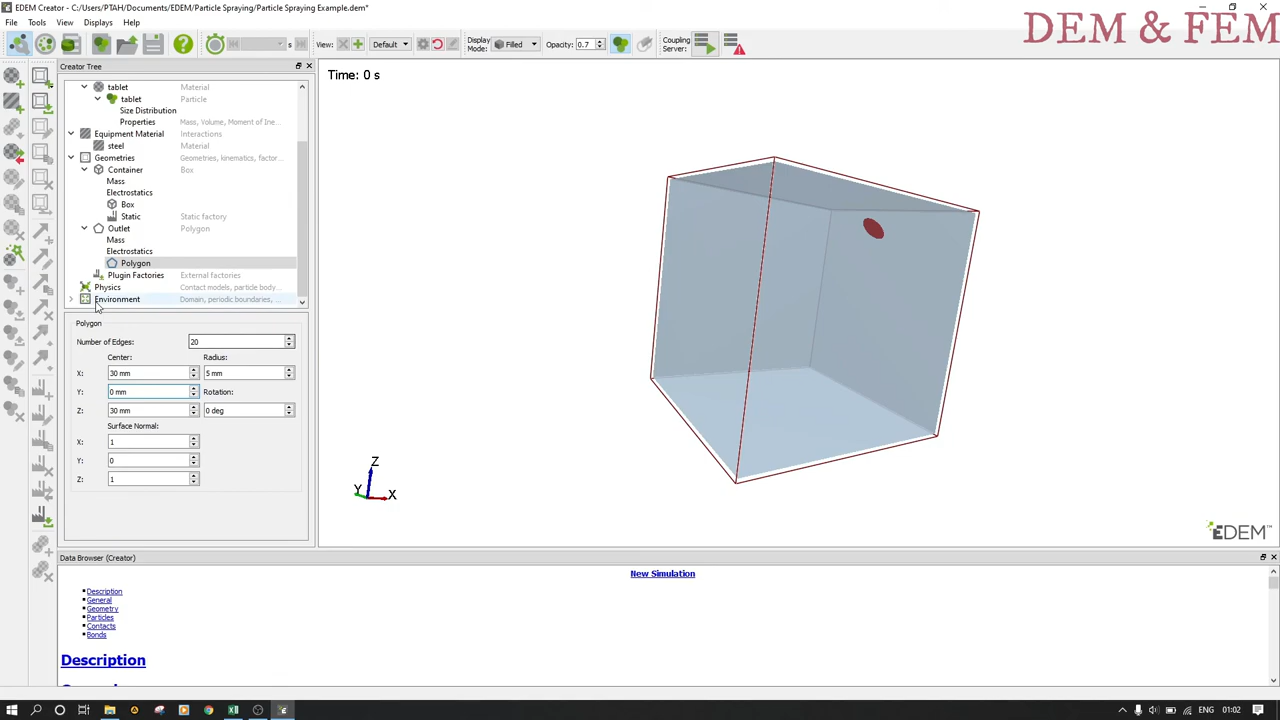 EDEM Creator - C:/Users/PTAH/Documents/EDEM/Particle Spraying/Particle Spraying Example.dem*
File Tools View Displays Help
DEM & FEM
s View: Default Display Mode: Filled Opacity: 0.7 Coupling Server:
Creator Tree
Time: 0 s
tablet Material
tablet Particle
Size Distribution
Properties Mass, Volume, Moment of Ine...
Equipment Material Interactions
steel Material
Geometries Geometries, kinematics, factor...
Container Box
Mass
Electrostatics
Box
Static Static factory
Outlet Polygon
Mass
Electrostatics
Polygon
Plugin Factories External factories
Physics Contact models, particle body...
Environment Domain, periodic boundaries, ...
Polygon
Number of Edges: 20
Center: Radius:
X: 30 mm 5 mm
Y: 0 mm Rotation:
Z: 30 mm 0 deg
Surface Normal:
X: 1
Y: 0
Z: 1
Z
Y
X
EDEM
Data Browser (Creator)
New Simulation
Description
General
Geometry
Particles
Contacts
Bonds
Description
ENG 01:02